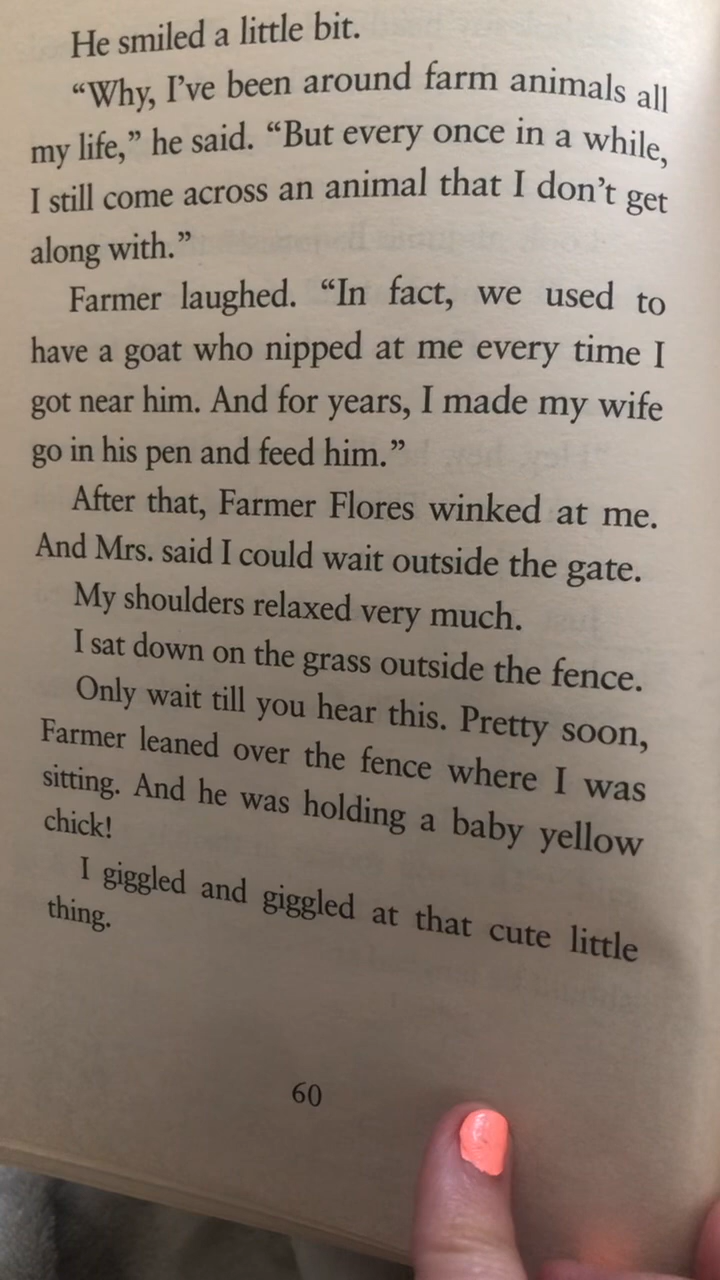 He smiled a little bit.
“Why, I’ve been around farm animals all
my life,” he said. “But every once in a while,
I still come across an animal that I don’t get
along with.”
Farmer laughed. “In fact, we used to
have a goat who nipped at me every time I
got near him. And for years, I made my wife
go in his pen and feed him.”
After that, Farmer Flores winked at me.
And Mrs. said I could wait outside the gate.
My shoulders relaxed very much.
I sat down on the grass outside the fence.
Only wait till you hear this. Pretty soon,
Farmer leaned over the fence where I was
sitting. And he was holding a baby yellow
chick!
I giggled and giggled at that cute little
thing.
60